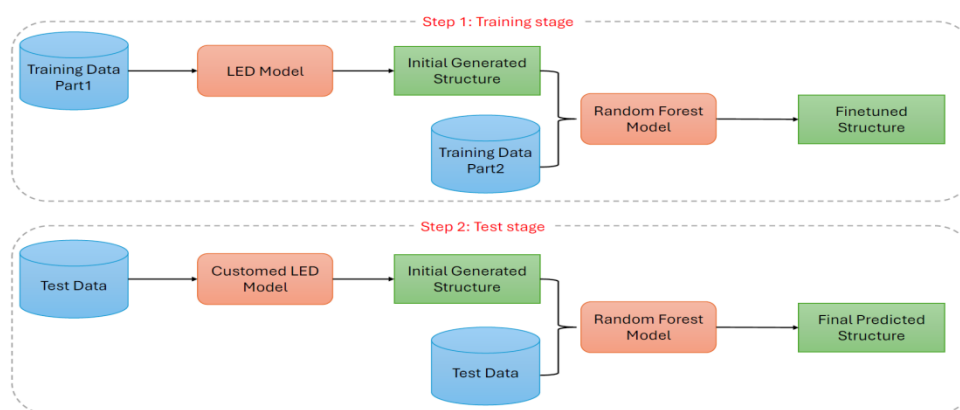 Step 1: Training stage
Training Data
Part1
LED Model
Initial Generated
Structure
Training Data
Part2
Random Forest
Model
Finetuned
Structure
Step 2: Test stage
Test Data
Customed LED
Model
Initial Generated
Structure
Test Data
Random Forest
Model
Final Predicted
Structure